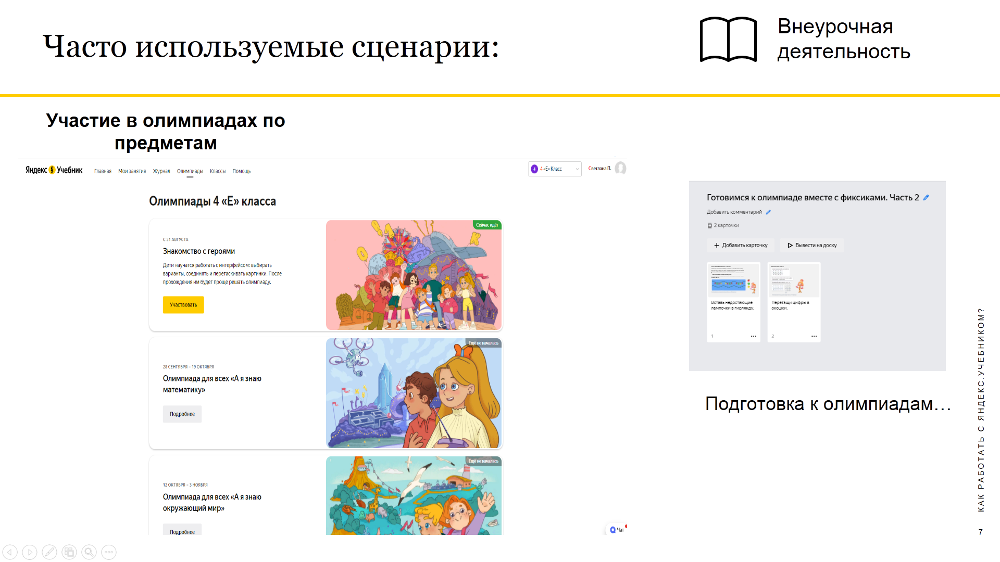 Часто используемые сценарии:
Внеурочная
деятельность
Участие в олимпиадах по
предметам
Яндекс Учебник
Главная Мои занятия Журнал Олимпиады Классы Помощь
4 4 «Е» Класс
Светлана П.
Олимпиады 4 «Е» класса
Сейчас идёт
С 31 АВГУСТА
Знакомство с героями
Дети научатся работать с интерфейсом: выбирать
варианты, соединять и перетаскивать картинки. После
прохождения им будет проще решать олимпиаду.
Участвовать
Ещё не началась
28 СЕНТЯБРЯ – 19 ОКТЯБРЯ
Олимпиада для всех «А я знаю
математику»
Подробнее
Ещё не началась
12 ОКТЯБРЯ – 3 НОЯБРЯ
Олимпиада для всех «А я знаю
окружающий мир»
Подробнее
Чат
Готовимся к олимпиаде вместе с фиксиками. Часть 2
Добавить комментарий
2 карточки
Добавить карточку
Вывести на доску
Вставь недостающие
лампочки в гирлянду.
1
Перетащи цифры в
окошки.
2
Подготовка к олимпиадам…
КАК РАБОТАТЬ С ЯНДЕКС.УЧЕБНИКОМ?
7